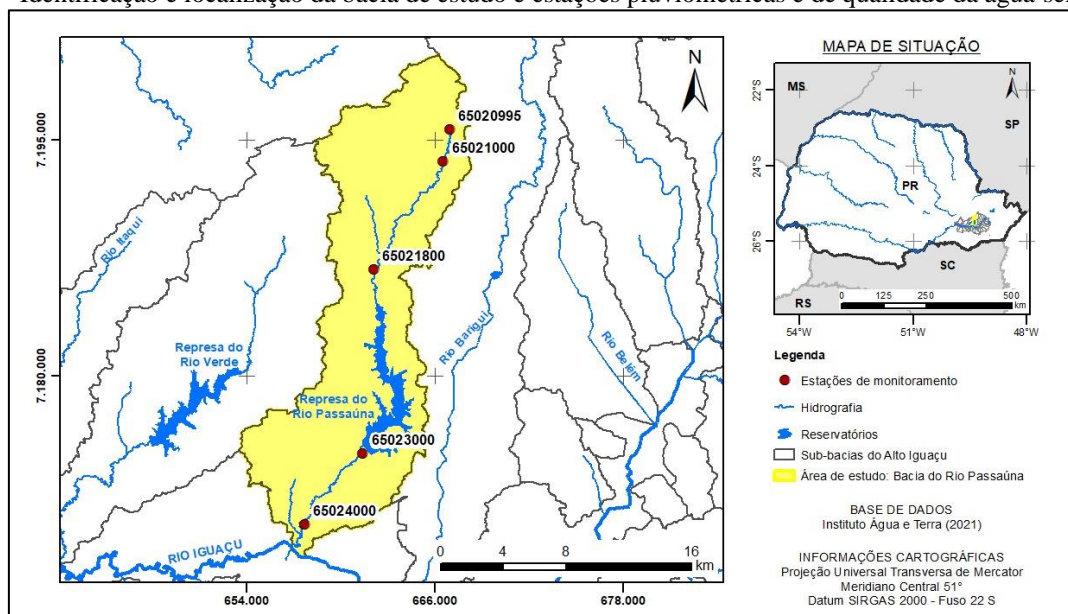 Identificação e localização da bacia de estudo e estações pluviométricas e de qualidade da água
N
65020995
7.195.000
65021000
Rio Itaqui
65021800
Rio Barigui
Rio Belém
Represa do
Rio Verde
7.180.000
Represa do
Rio Passaúna
65023000
65024000
RIO IGUAÇU
0 4 8 16
km
654.000 666.000 678.000
MAPA DE SITUAÇÃO
N
22°S
MS
SP
24°S
PR
26°S
SC
RS
0 125 250 500
km
54°W 51°W 48°W
Legenda
Estações de monitoramento
Hidrografia
Reservatórios
Sub-bacias do Alto Iguaçu
Área de estudo: Bacia do Rio Passaúna
BASE DE DADOS
Instituto Água e Terra (2021)
INFORMAÇÕES CARTOGRÁFICAS
Projeção Universal Transversa de Mercator
Meridiano Central 51°
Datum SIRGAS 2000 - Fuso 22 S